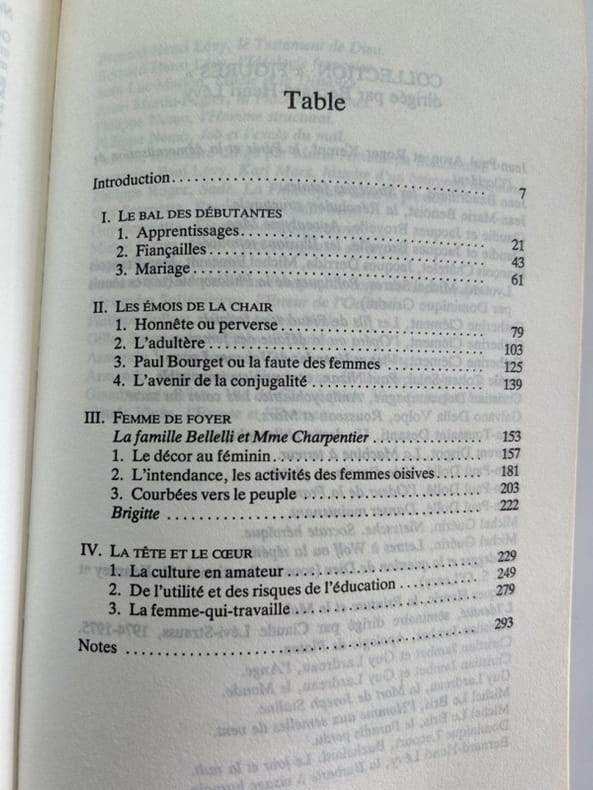 Table
Introduction 7
I. LE BAL DES DÉBUTANTES
1. Apprentissages 21
2. Fiançailles 43
3. Mariage 61
II. LES ÉMOIS DE LA CHAIR
1. Honnête ou perverse 79
2. L'adultère 103
3. Paul Bourget ou la faute des femmes 125
4. L'avenir de la conjugalité 139
III. FEMME DE FOYER
La famille Bellelli et Mme Charpentier 153
1. Le décor au féminin 157
2. L'intendance, les activités des femmes oisives 181
3. Courbées vers le peuple 203
Brigitte 222
IV. LA TÊTE ET LE CŒUR 229
1. La culture en amateur 249
2. De l'utilité et des risques de l'éducation 279
3. La femme-qui-travaille
Notes 293